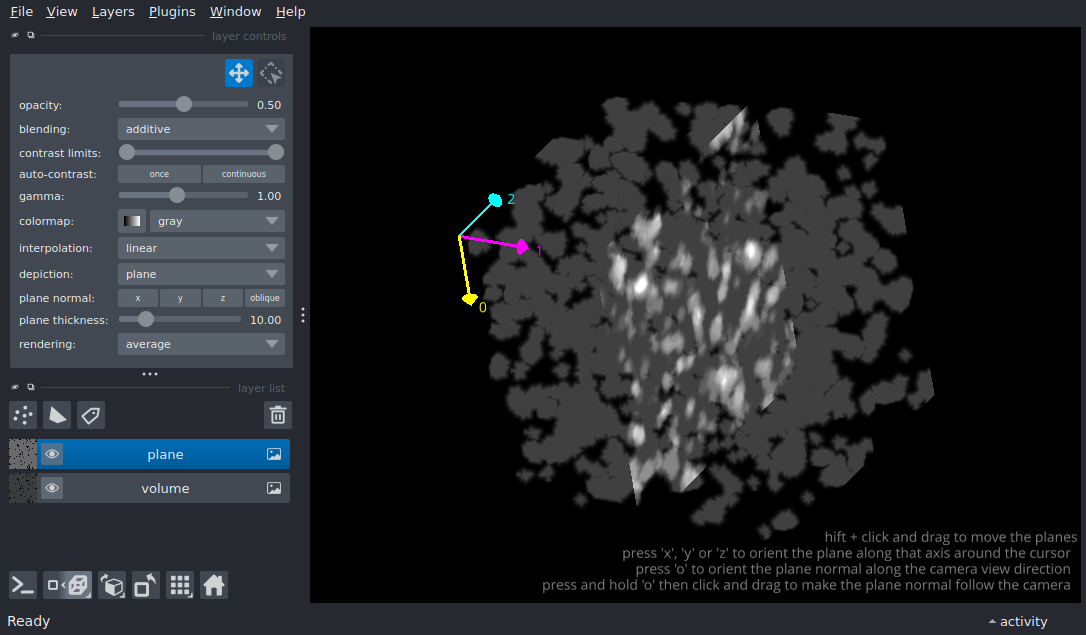 File View Layers Plugins Window Help
layer controls
opacity: 0.50
blending: additive
contrast limits:
auto-contrast: once continuous
gamma: 1.00
colormap: gray
interpolation: linear
depiction: plane
plane normal: x y z oblique
plane thickness: 10.00
rendering: average
layer list
plane
volume
2
1
0
hift + click and drag to move the planes
press 'x', 'y' or 'z' to orient the plane along that axis around the cursor
press 'o' to orient the plane normal along the camera view direction
press and hold 'o' then click and drag to make the plane normal follow the camera
Ready activity